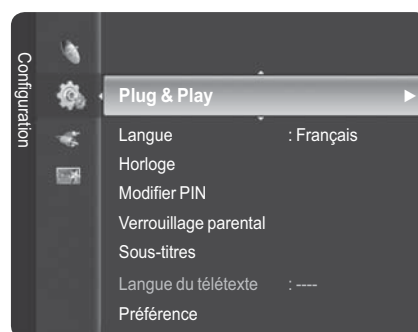 Configuration
Plug & Play
Langue : Français
Horloge
Modifier PIN
Verrouillage parental
Sous-titres
Langue du télétexte : ----
Préférence